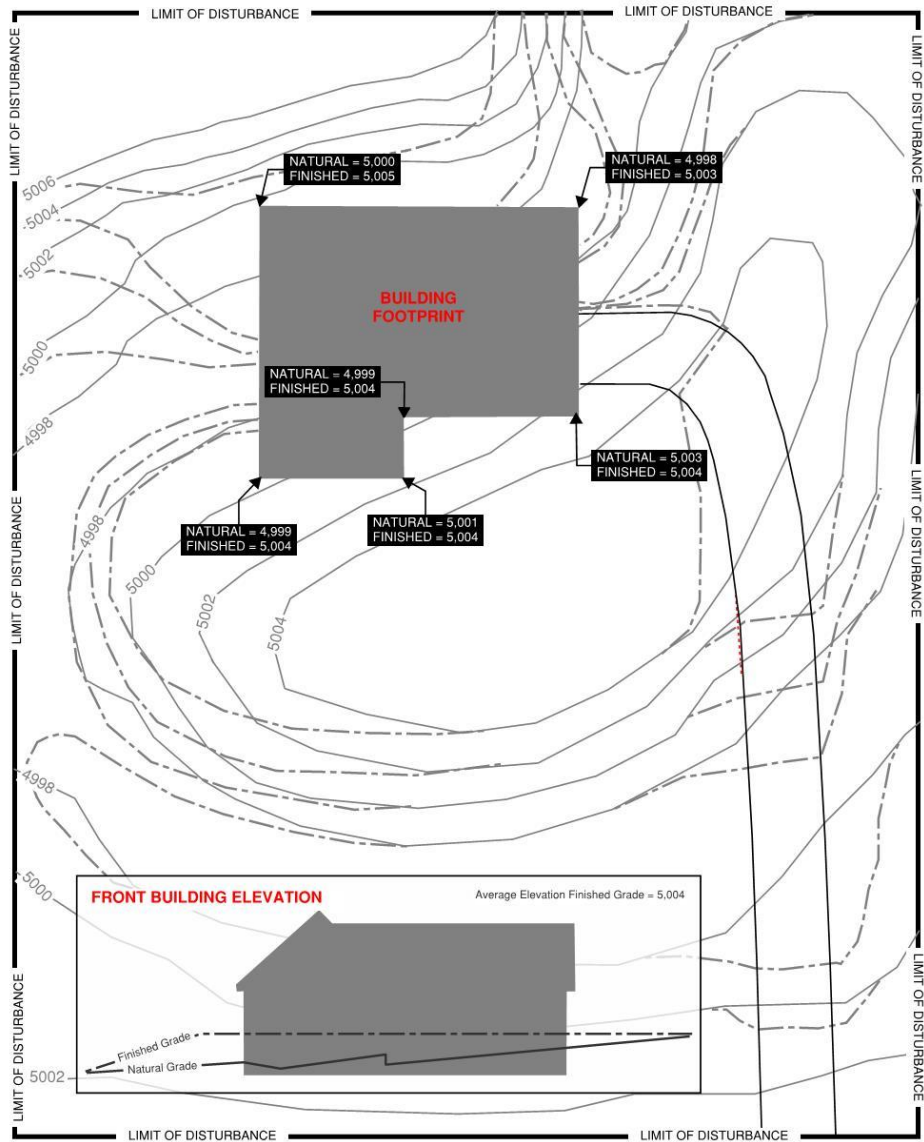 LIMIT OF DISTURBANCE
LIMIT OF DISTURBANCE
LIMIT OF DISTURBANCE
LIMIT OF DISTURBANCE
NATURAL = 5,000
FINISHED = 5,005
NATURAL = 4,998
FINISHED = 5,003
5006
5004
5002
5000
4998
BUILDING
FOOTPRINT
NATURAL = 4,999
FINISHED = 5,004
NATURAL = 5,003
FINISHED = 5,004
NATURAL = 4,999
FINISHED = 5,004
NATURAL = 5,001
FINISHED = 5,004
LIMIT OF DISTURBANCE
LIMIT OF DISTURBANCE
4998
5000
5002
5004
4998
5000
FRONT BUILDING ELEVATION
Average Elevation Finished Grade = 5,004
Finished Grade
Natural Grade
5002
LIMIT OF DISTURBANCE
LIMIT OF DISTURBANCE
LIMIT OF DISTURBANCE
LIMIT OF DISTURBANCE